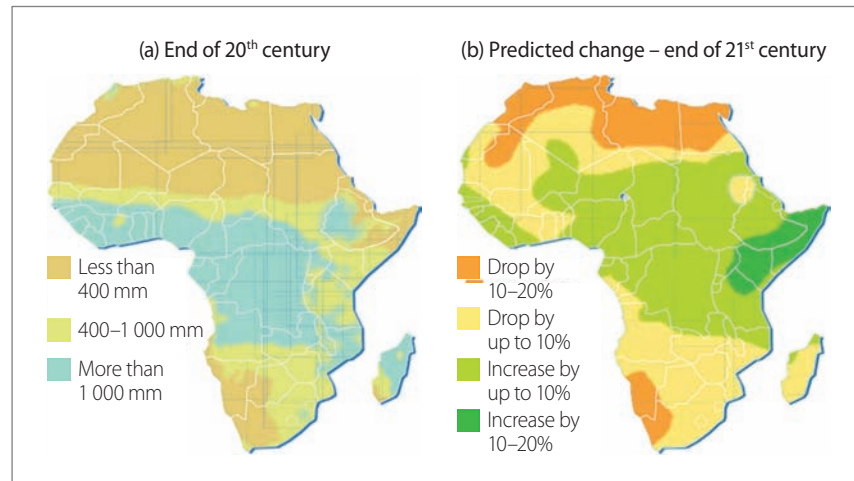 (a) End of 20th century
(b) Predicted change – end of 21st century
Less than
400 mm
400–1 000 mm
More than
1 000 mm
Drop by
10–20%
Drop by
up to 10%
Increase by
up to 10%
Increase by
10–20%